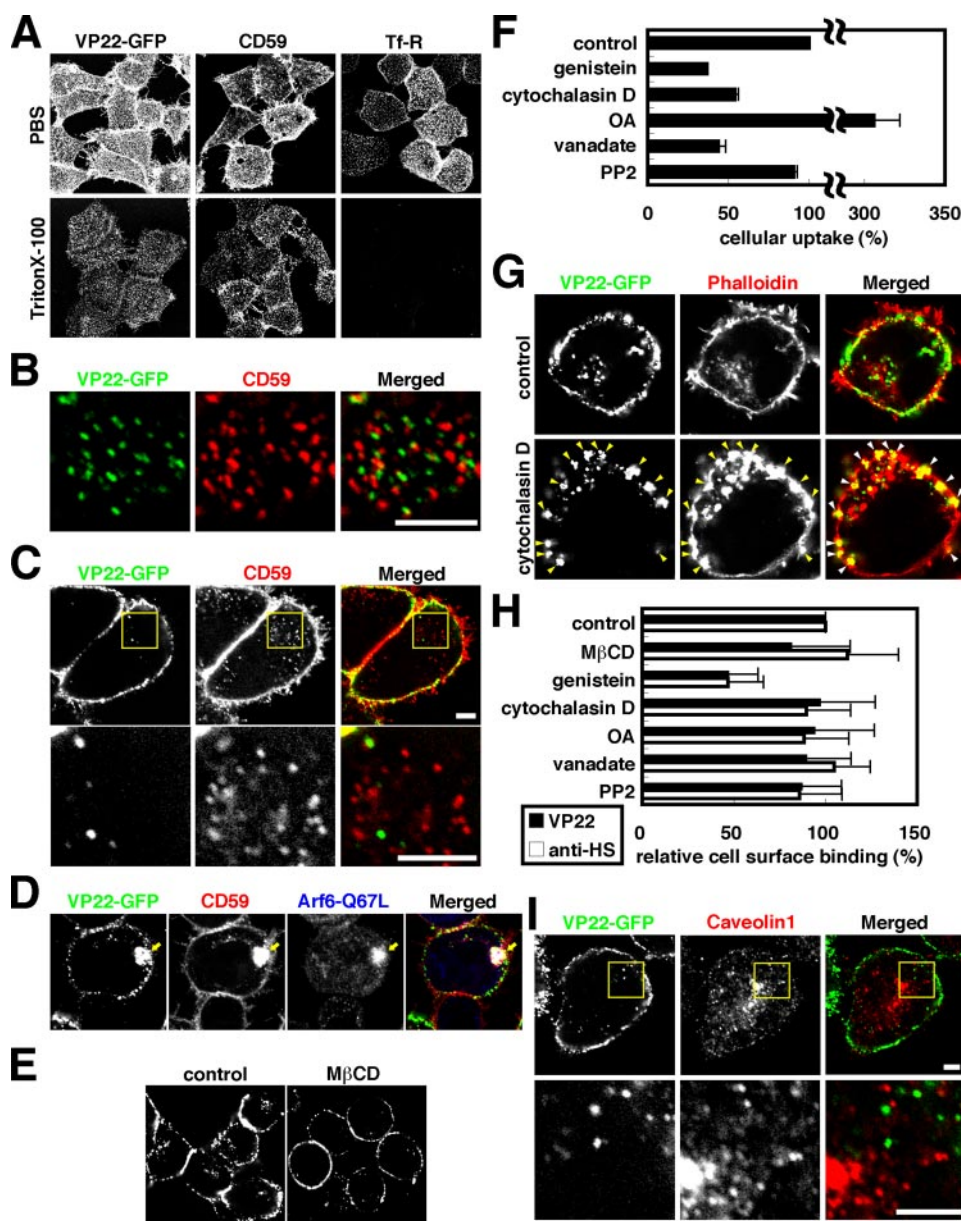 A
VP22-GFP CD59 Tf-R
PBS
TritonX-100
B
VP22-GFP CD59 Merged
C
VP22-GFP CD59 Merged
D
VP22-GFP CD59 Arf6-Q67L Merged
E
control MβCD
F
control
genistein
cytochalasin D
OA
vanadate
PP2
0 50 100 300 350
cellular uptake (%)
G
VP22-GFP Phalloidin Merged
control
cytochalasin D
H
control
MβCD
genistein
cytochalasin D
OA
vanadate
PP2
VP22
anti-HS
0 50 100 150
relative cell surface binding (%)
I
VP22-GFP Caveolin1 Merged